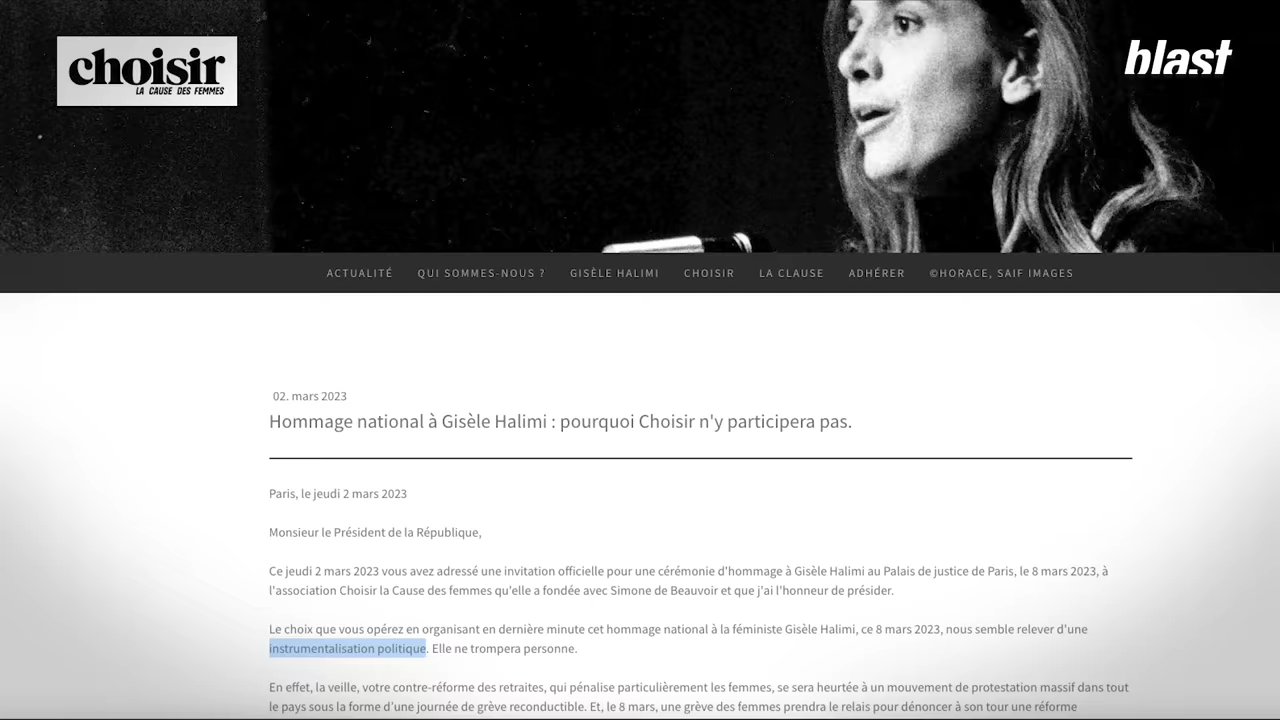 choisir
LA CAUSE DES FEMMES
blast
ACTUALITÉ QUI SOMMES-NOUS ? GISÈLE HALIMI CHOISIR LA CLAUSE ADHÉRER ©HORACE, SAIF IMAGES
02. mars 2023
Hommage national à Gisèle Halimi : pourquoi Choisir n'y participera pas.
Paris, le jeudi 2 mars 2023
Monsieur le Président de la République,
Ce jeudi 2 mars 2023 vous avez adressé une invitation officielle pour une cérémonie d'hommage à Gisèle Halimi au Palais de justice de Paris, le 8 mars 2023, à
l'association Choisir la Cause des femmes qu'elle a fondée avec Simone de Beauvoir et que j'ai l'honneur de présider.
Le choix que vous opérez en organisant en dernière minute cet hommage national à la féministe Gisèle Halimi, ce 8 mars 2023, nous semble relever d'une
instrumentalisation politique. Elle ne trompera personne.
En effet, la veille, votre contre-réforme des retraites, qui pénalise particulièrement les femmes, se sera heurtée à un mouvement de protestation massif dans tout
le pays sous la forme d'une journée de grève reconductible. Et, le 8 mars, une grève des femmes prendra le relais pour dénoncer à son tour une réforme